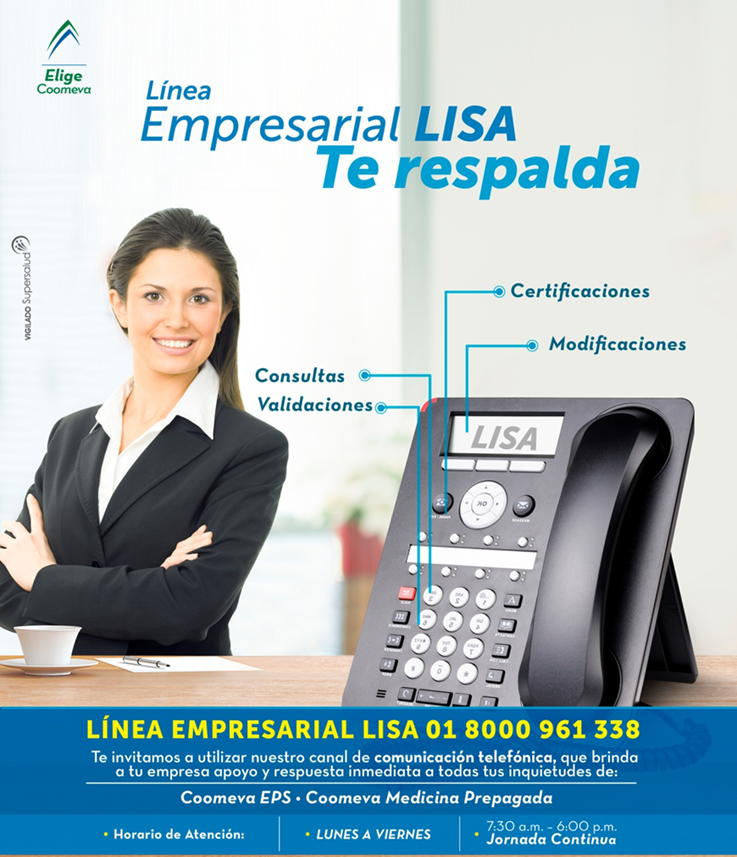 Elige
Coomeva
Línea
Empresarial LISA
Te respalda
VIGILADO Supersalud
Certificaciones
Modificaciones
Consultas
Validaciones
LISA
LÍNEA EMPRESARIAL LISA 01 8000 961 338
Te invitamos a utilizar nuestro canal de comunicación telefónica, que brinda
a tu empresa apoyo y respuesta inmediata a todas tus inquietudes de:
Coomeva EPS • Coomeva Medicina Prepagada
• Horario de Atención: • LUNES A VIERNES • 7:30 a.m. - 6:00 p.m.
Jornada Continua